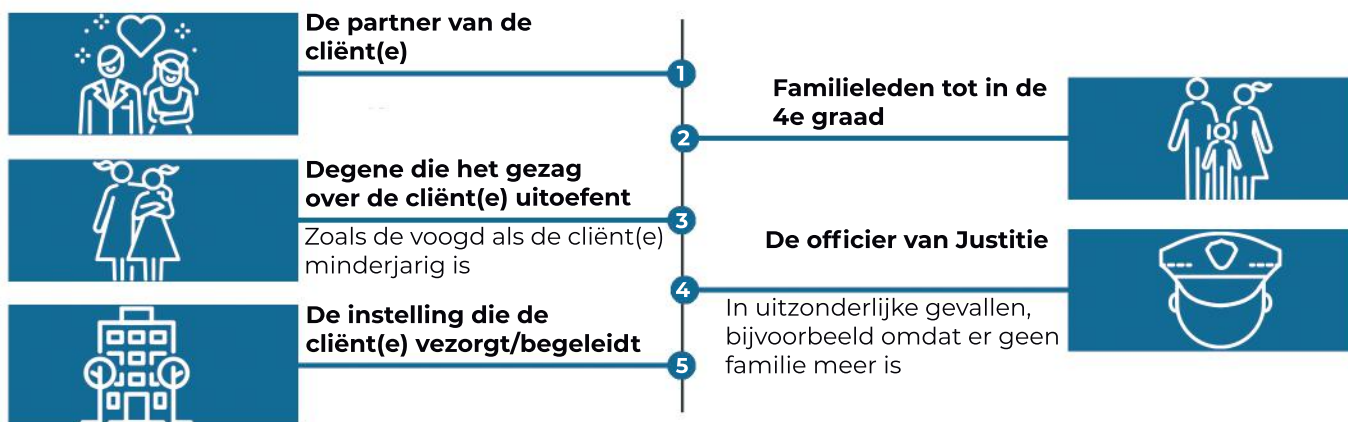 De partner van de
cliënt(e)
1
Familieleden tot in de
4e graad
2
Degene die het gezag
over de cliënt(e) uitoefent
3
Zoals de voogd als de cliënt(e)
minderjarig is
De officier van Justitie
4
In uitzonderlijke gevallen,
bijvoorbeeld omdat er geen
familie meer is
De instelling die de
cliënt(e) vezorgt/begeleidt
5